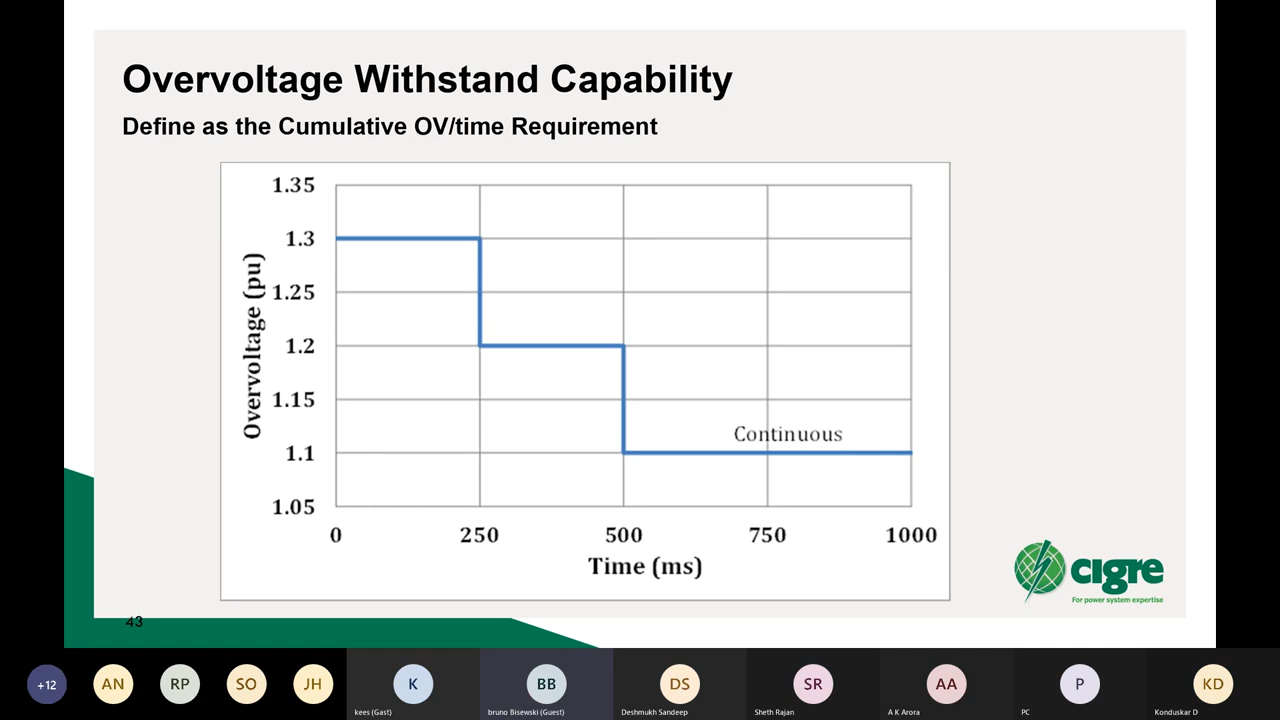 Overvoltage Withstand Capability
Define as the Cumulative OV/time Requirement
1.35
1.3
1.25
1.2
1.15
1.1
1.05
Overvoltage (pu)
Continuous
0 250 500 750 1000
Time (ms)
cigre
For power system expertise
43
+12 AN RP SO JH K BB DS SR AA P KD
kees (Gast) bruno Bisewski (Guest) Deshmukh Sandeep Sheth Rajan A K Arora PC Konduskar D